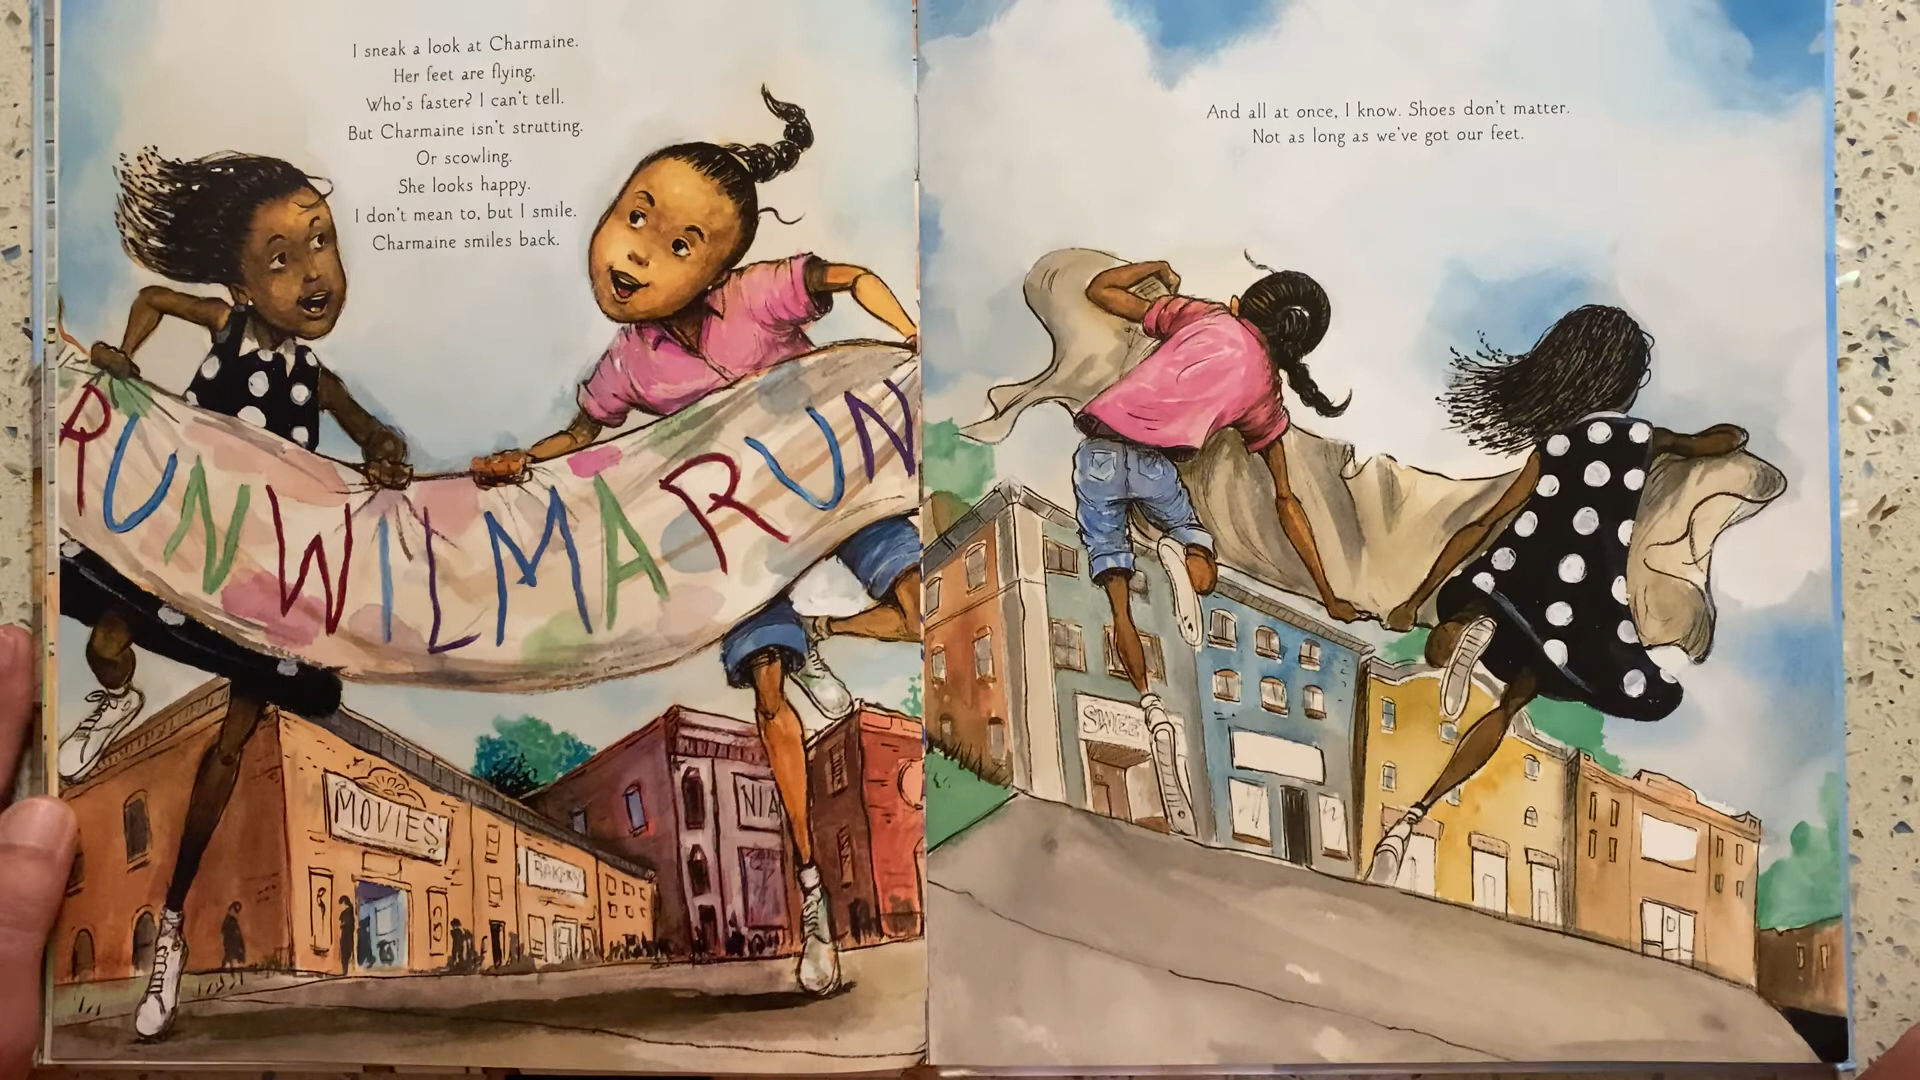 I sneak a look at Charmaine.
Her feet are flying.
Who's faster? I can't tell.
But Charmaine isn't strutting.
Or scowling.
She looks happy.
I don't mean to, but I smile.
Charmaine smiles back.
RUN WILMA RUN
MOVIES
BAKERY
NIA
And all at once, I know. Shoes don't matter.
Not as long as we've got our feet.
SWEE